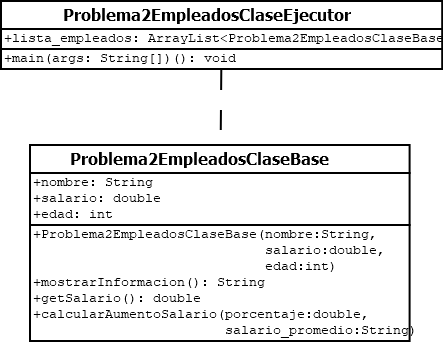 Problema2EmpleadosClaseEjecutor
+lista_empleados: ArrayList<Problema2EmpleadosClaseBase
+main(args: String[])(): void
Problema2EmpleadosClaseBase
+nombre: String
+salario: double
+edad: int
+Problema2EmpleadosClaseBase(nombre:String,
salario:double,
edad:int)
+mostrarInformacion(): String
+getSalario(): double
+calcularAumentoSalario(porcentaje:double,
salario_promedio:String)